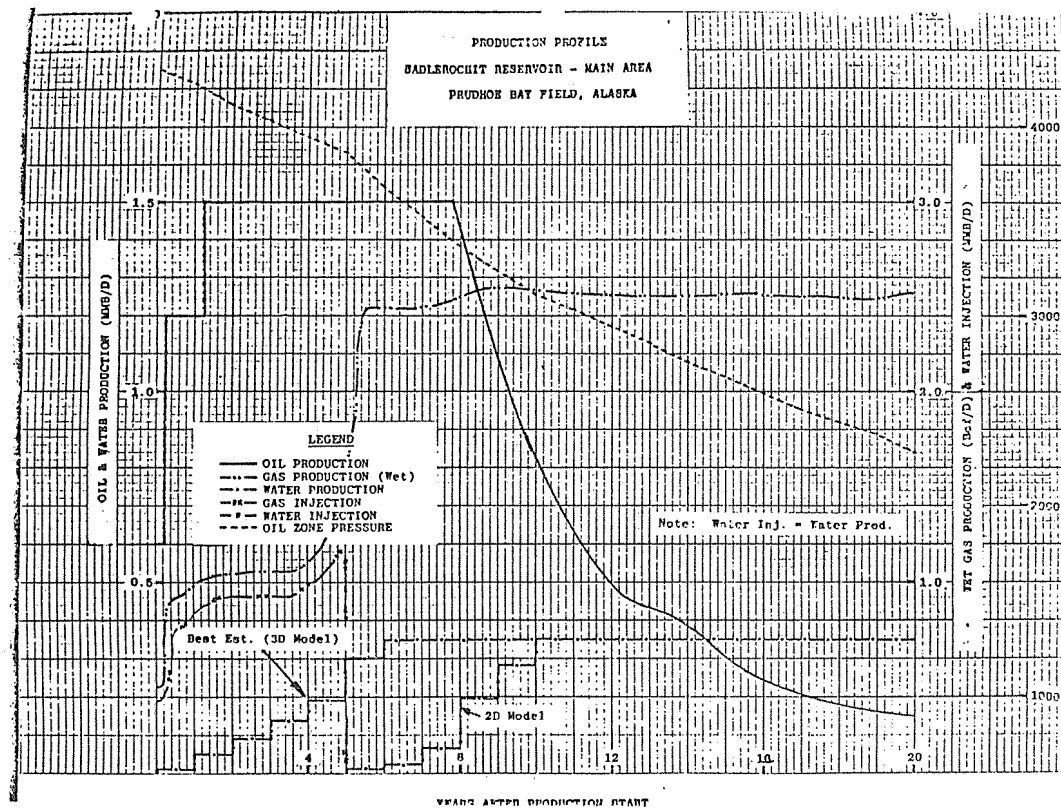 PRODUCTION PROFILE
SADLEROCHIT RESERVOIR - MAIN AREA
PRUDHOE BAY FIELD, ALASKA
4000
1.5
3.0
OIL & WATER PRODUCTION (MMB/D)
WET GAS PRODUCTION (Bcf/D) & WATER INJECTION (MMB/D)
3000
1.0
2.0
LEGEND
OIL PRODUCTION
GAS PRODUCTION (Wet)
WATER PRODUCTION
GAS INJECTION
WATER INJECTION
OIL ZONE PRESSURE
Note: Water Inj. = Water Prod.
2000
0.5
1.0
Best Est. (3D Model)
1000
2D Model
4
8
12
20
YEARS AFTER PRODUCTION START